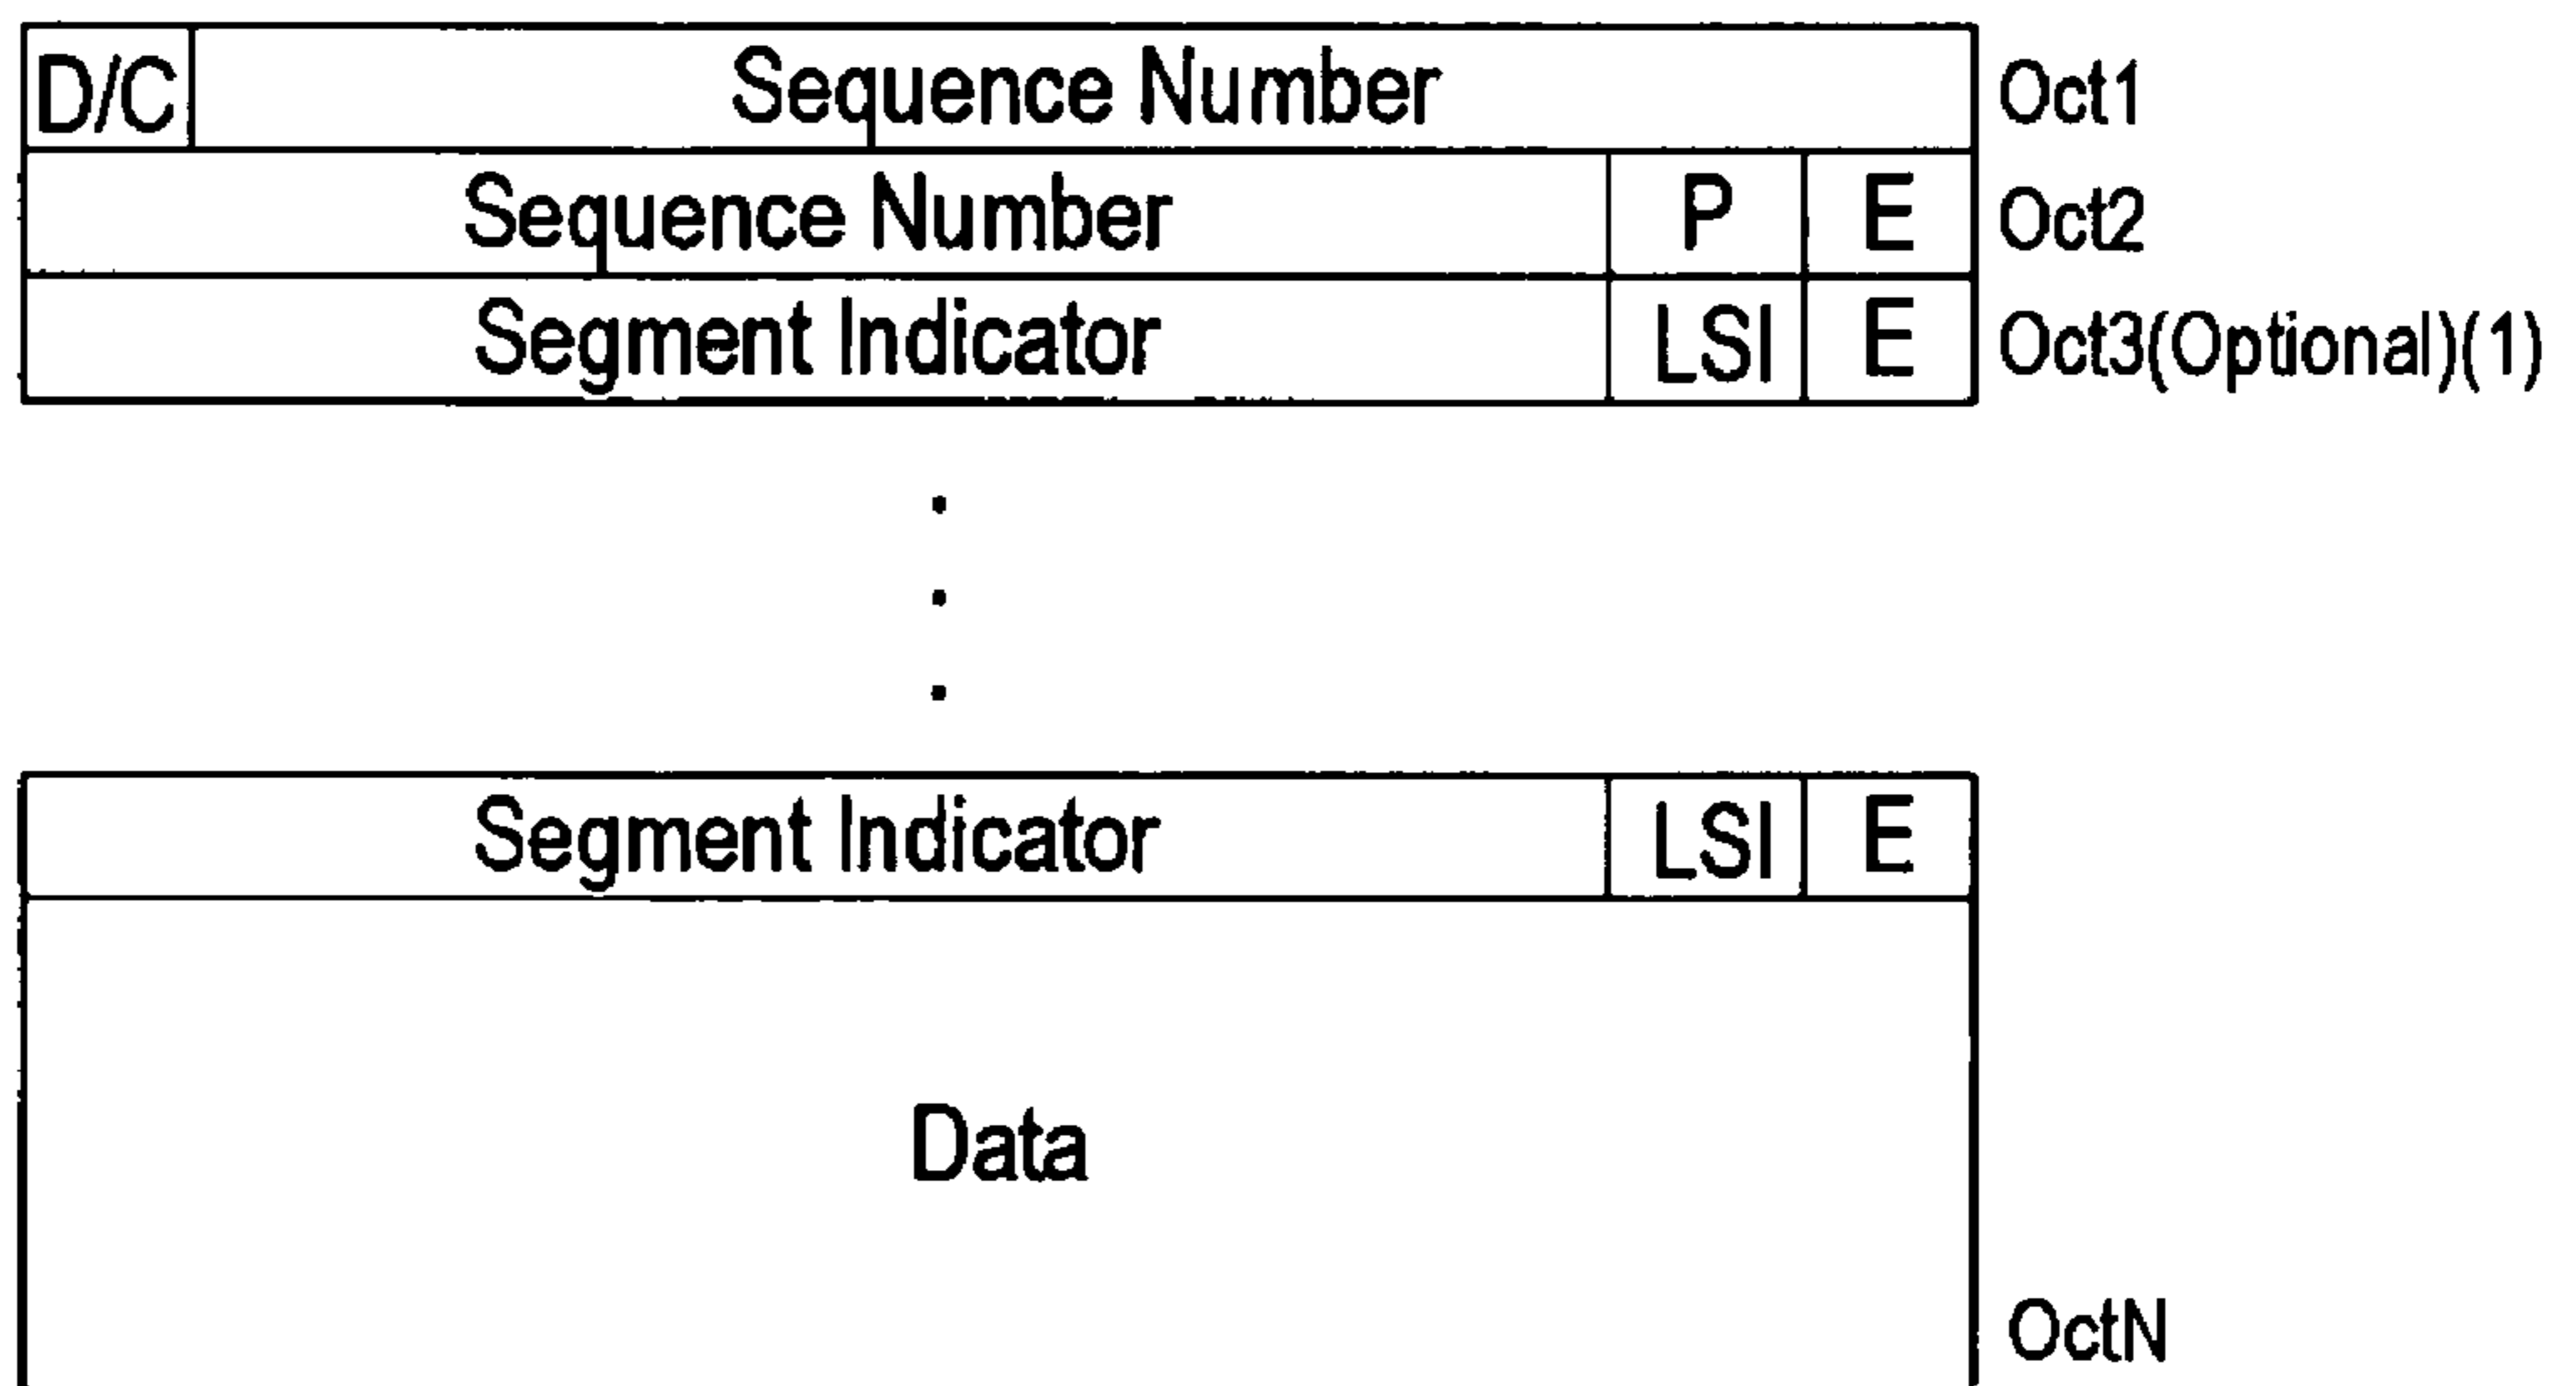 D/C Sequence Number Oct1
Sequence Number P E Oct2
Segment Indicator LSI E Oct3(Optional)(1)
Segment Indicator LSI E
Data
OctN